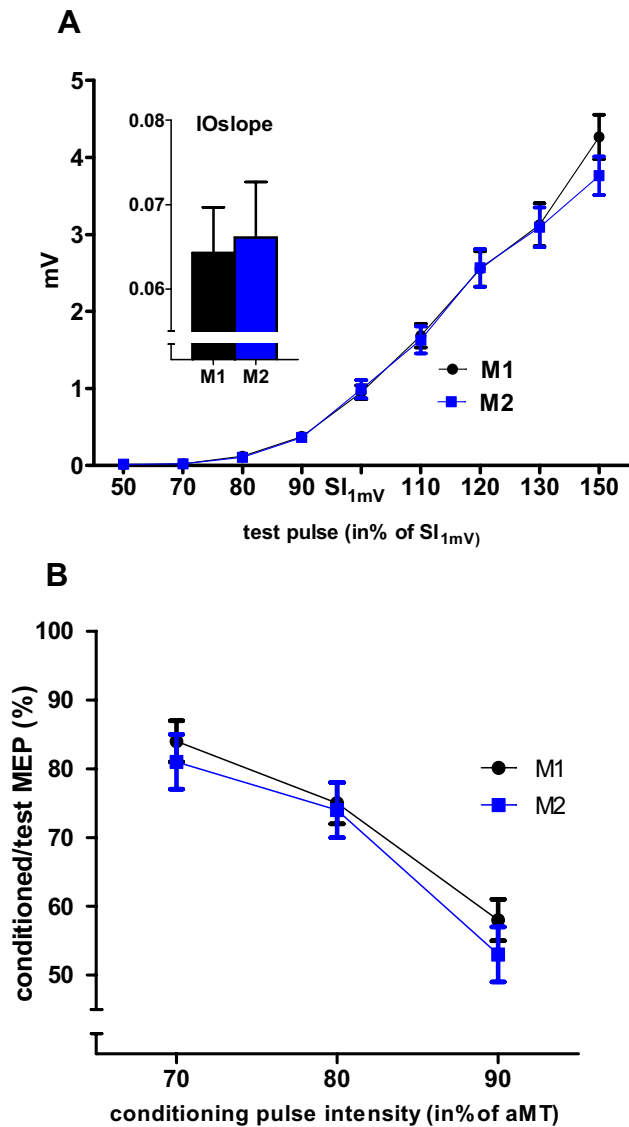 A
5
4
3
2
1
0
mV
0.08
0.07
0.06
IOslope
M1 M2
M1
M2
50 70 80 90 SI1mV 110 120 130 150
test pulse (in% of SI1mV)
B
100
90
80
70
60
50
conditioned/test MEP (%)
M1
M2
70 80 90
conditioning pulse intensity (in% of aMT)